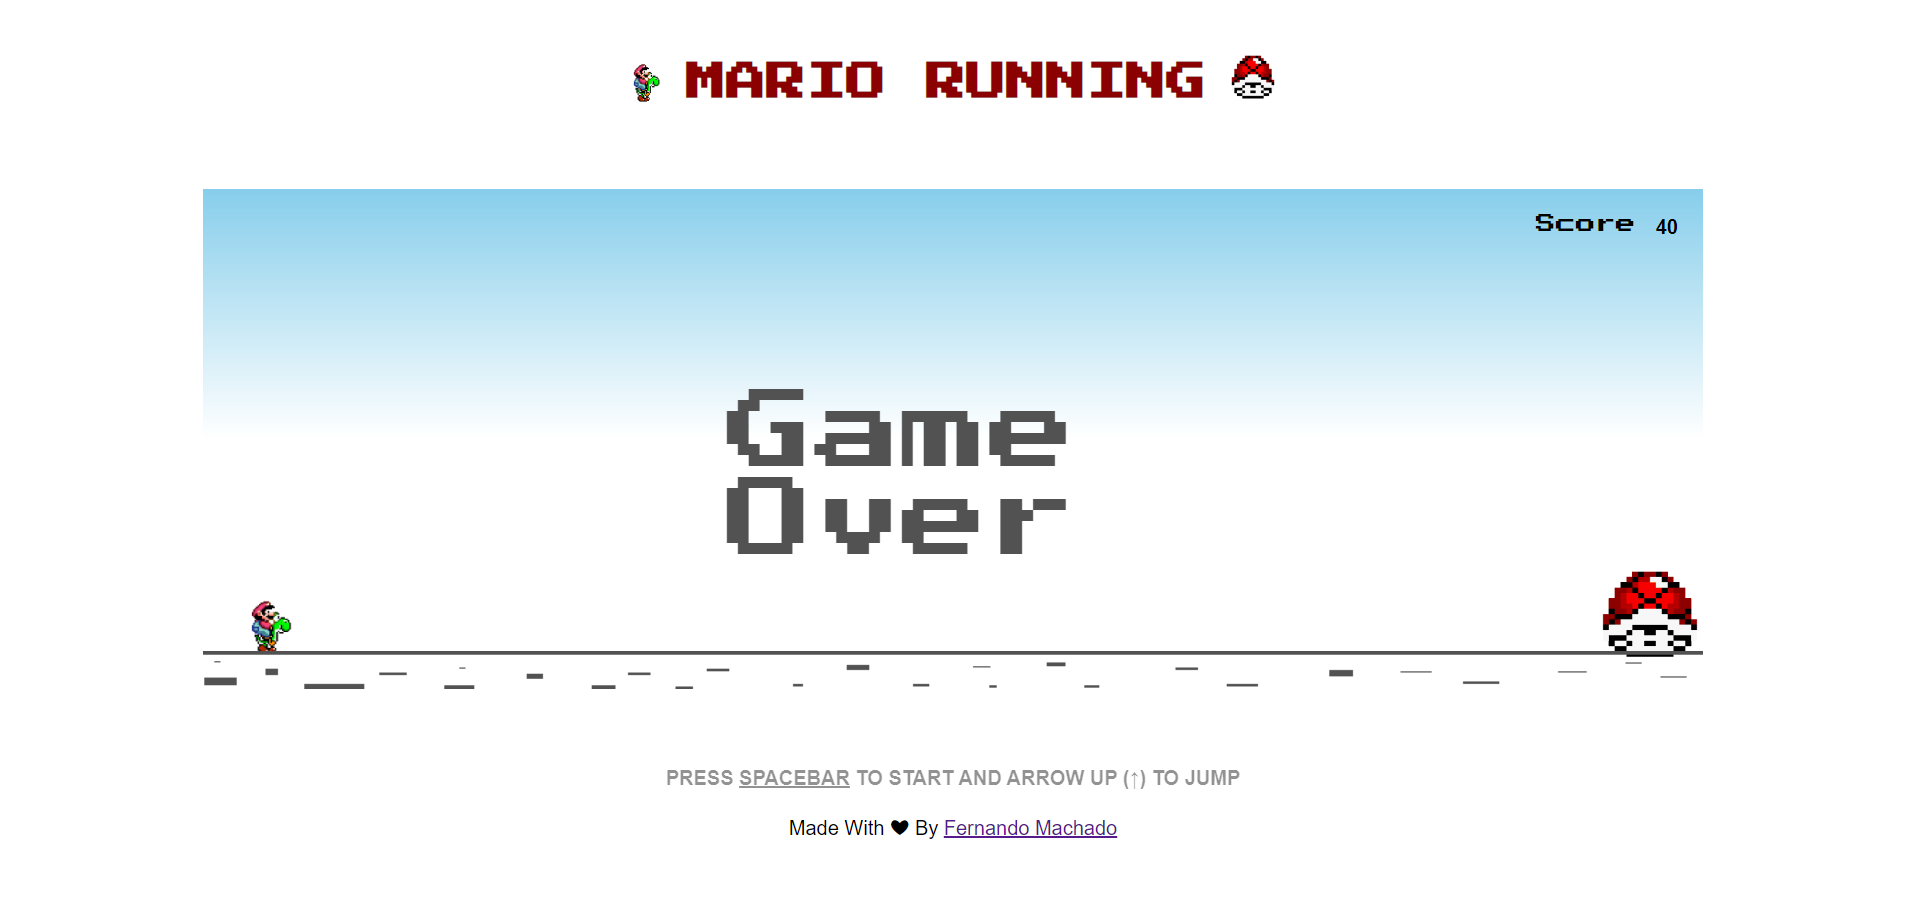 MARIO RUNNING
Score 40
Game
Over
PRESS SPACEBAR TO START AND ARROW UP (↑) TO JUMP
Made With ♥ By Fernando Machado